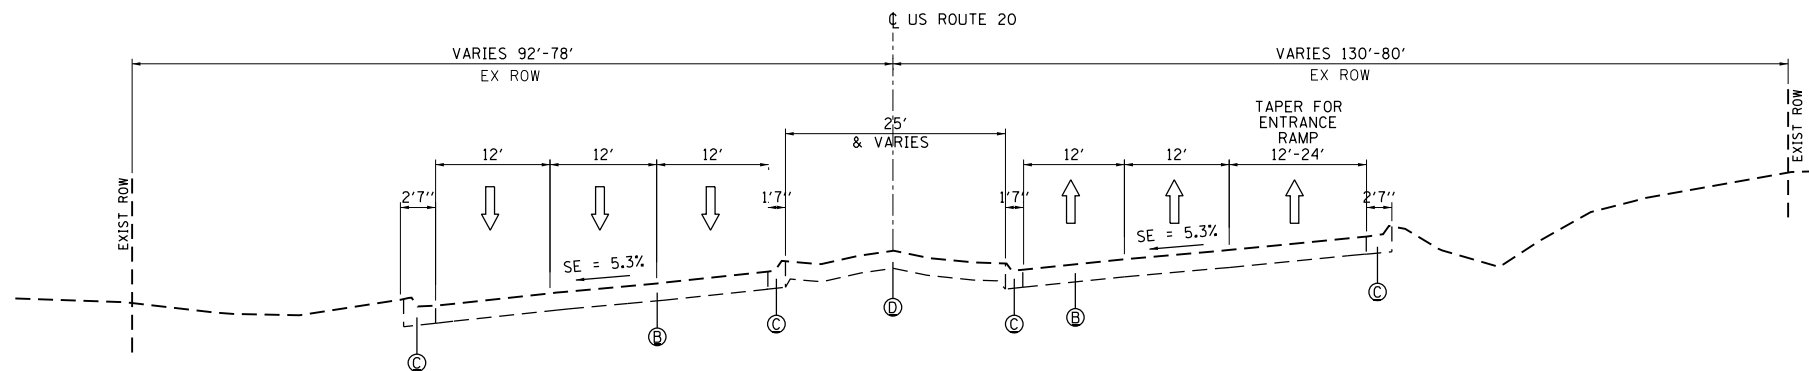 ℄ US ROUTE 20
VARIES 92'-78'
EX ROW
VARIES 130'-80'
EX ROW
TAPER FOR
ENTRANCE
RAMP
12'-24'
25'
& VARIES
12'
12'
12'
12'
12'
2'7''
1'7''
1'7''
2'7''
EXIST ROW
EXIST ROW
SE = 5.3%
SE = 5.3%
C
B
C
D
C
B
C